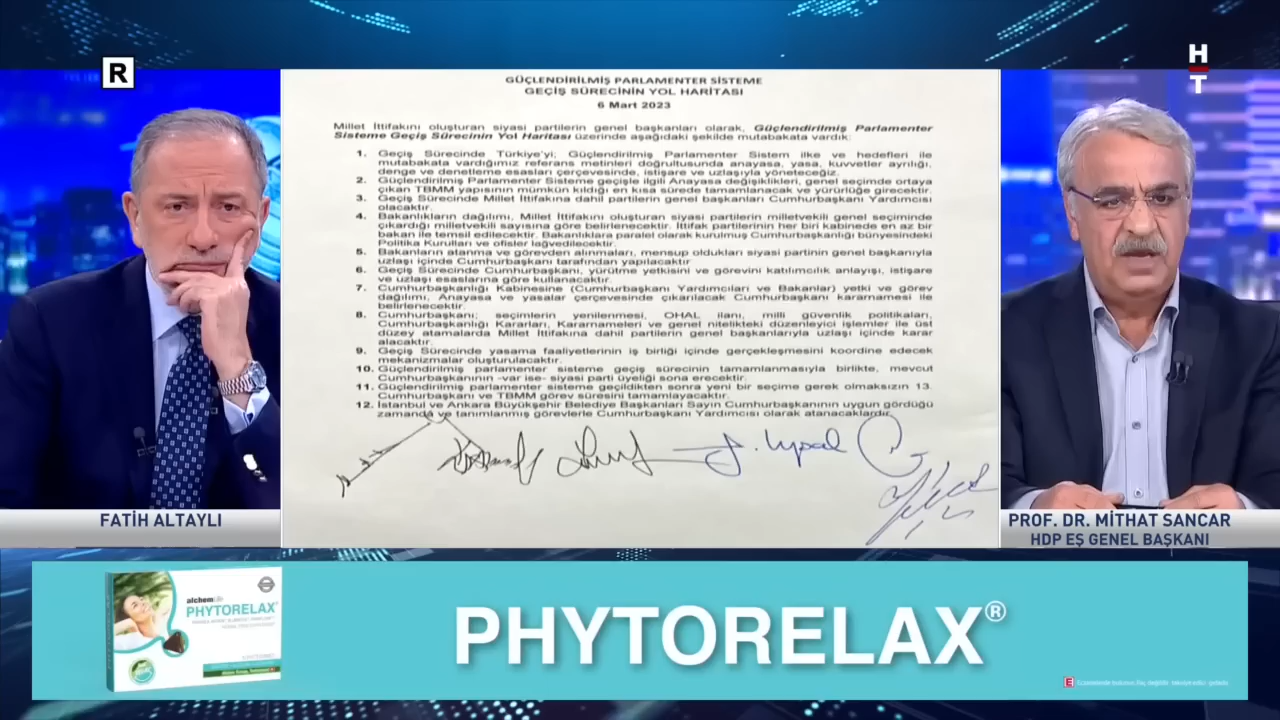 R
H
T
GÜÇLENDİRİLMİŞ PARLAMENTER SİSTEME
GEÇİŞ SÜRECİNİN YOL HARİTASI
6 Mart 2023
Millet İttifakını oluşturan siyasi partilerin genel başkanları olarak, Güçlendirilmiş Parlamenter
Sisteme Geçiş Sürecinin Yol Haritası üzerinde aşağıdaki şekilde mutabakata vardık;
1. Geçiş Sürecinde Türkiye'yi; Güçlendirilmiş Parlamenter Sistem ilke ve hedefleri ile
mutabakata vardığımız referans metinleri doğrultusunda anayasa, yasa, kuvvetler ayrılığı,
denge ve denetleme esasları çerçevesinde, istişare ve uzlaşıyla yöneteceğiz.
2. Güçlendirilmiş Parlamenter Sisteme geçişle ilgili Anayasa değişiklikleri, genel seçimde ortaya
çıkan TBMM yapısının mümkün kıldığı en kısa sürede tamamlanacak ve yürürlüğe girecektir.
3. Geçiş Sürecinde Millet İttifakına dahil partilerin genel başkanları Cumhurbaşkanı Yardımcısı
olacaktır.
4. Bakanlıkların dağılımı, Millet İttifakını oluşturan siyasi partilerin milletvekili genel seçiminde
çıkardığı milletvekili sayısına göre belirlenecektir. İttifak partilerinin her biri kabinede en az bir
bakan ile temsil edilecektir. Bakanlıklara paralel olarak kurulmuş Cumhurbaşkanlığı bünyesindeki
Politika Kurulları ve ofisler lağvedilecektir.
5. Bakanların atanma ve görevden alınmaları, mensup oldukları siyasi partinin genel başkanıyla
uzlaşı içinde Cumhurbaşkanı tarafından yapılacaktır
6. Geçiş Sürecinde Cumhurbaşkanı, yürütme yetkisini ve görevini katılımcılık anlayışı, istişare
ve uzlaşı esaslarına göre kullanacaktır.
7. Cumhurbaşkanlığı Kabinesine (Cumhurbaşkanı Yardımcıları ve Bakanlar) yetki ve görev
dağılımı, Anayasa ve yasalar çerçevesinde çıkarılacak Cumhurbaşkanı kararnamesi ile
belirlenecektir.
8. Cumhurbaşkanı; seçimlerin yenilenmesi, OHAL ilanı, milli güvenlik politikaları,
Cumhurbaşkanlığı Kararları, Kararnameleri ve genel nitelikteki düzenleyici işlemler ile üst
düzey atamalarda Millet İttifakına dahil partilerin genel başkanlarıyla uzlaşı içinde karar
alacaktır.
9. Geçiş Sürecinde yasama faaliyetlerinin iş birliği içinde gerçekleşmesini koordine edecek
mekanizmalar oluşturulacaktır.
10. Güçlendirilmiş parlamenter sisteme geçiş sürecinin tamamlanmasıyla birlikte, mevcut
Cumhurbaşkanının -var ise- siyasi parti üyeliği sona erecektir.
11. Güçlendirilmiş parlamenter sisteme geçildikten sonra yeni bir seçime gerek olmaksızın 13.
Cumhurbaşkanı ve TBMM görev süresini tamamlayacaktır.
12. İstanbul ve Ankara Büyükşehir Belediye Başkanları Sayın Cumhurbaşkanının uygun gördüğü
zamanda ve tanımlanmış görevlerle Cumhurbaşkanı Yardımcısı olarak atanacaklardır.
FATİH ALTAYLI
PROF. DR. MİTHAT SANCAR
HDP EŞ GENEL BAŞKANI
alchemlife
PHYTORELAX
PHYTORELAX®
E